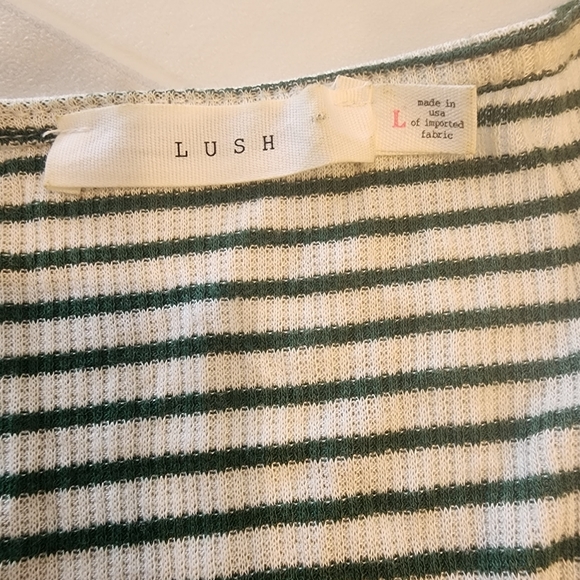 LUSH
L
made in
usa
of imported
fabric